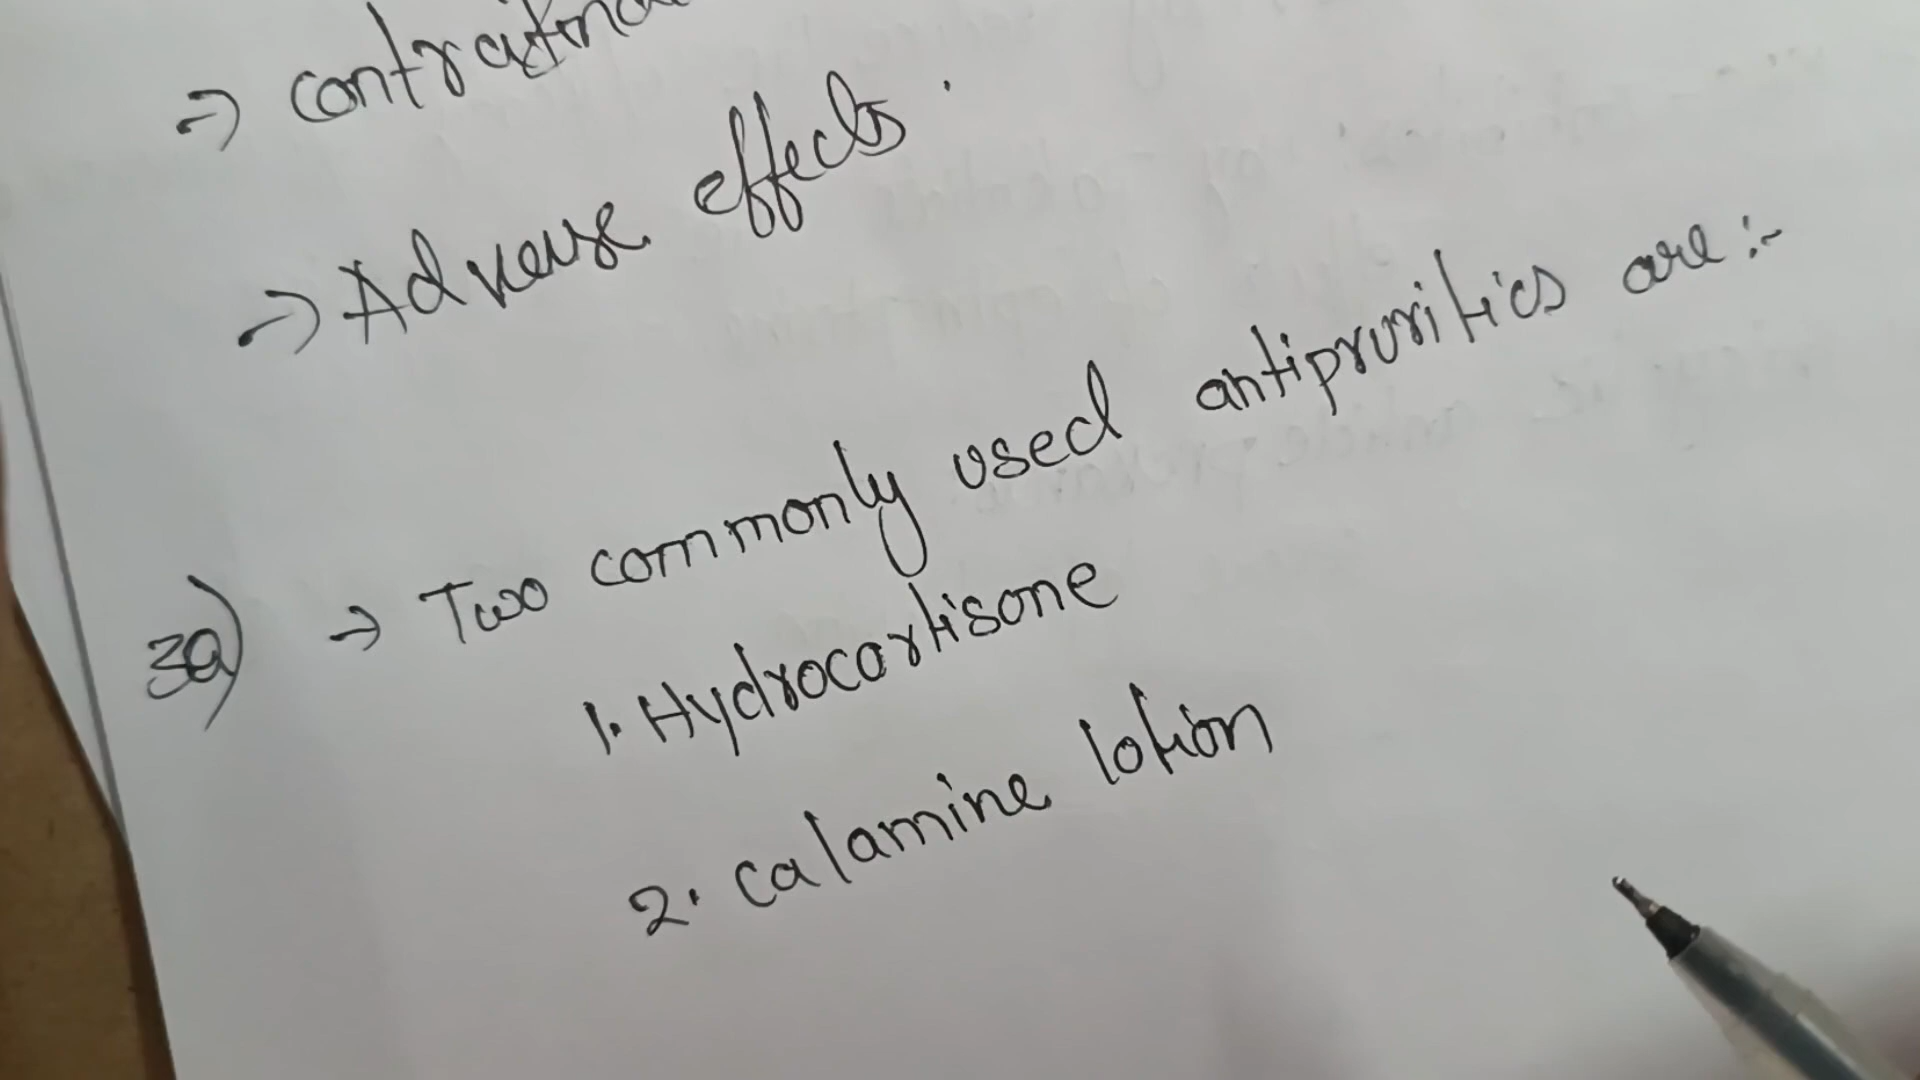 =>
=> Adverse effects.
3a) → Two commonly used antipruritics are :-
1. Hydrocortisone
2. calamine lotion